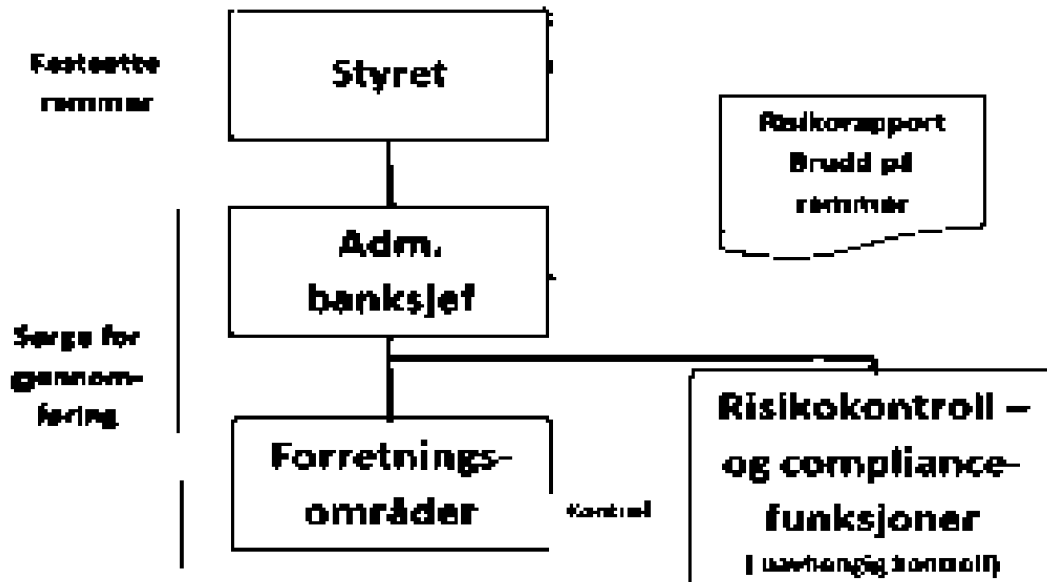 Fastsette
rammer
Styret
Risikorapport
Brudd på
rammer
Adm.
banksjef
Sørge for
gjennom-
føring
Forretnings-
områder
Kontroll
Risikokontroll –
og compliance-
funksjoner
(uavhengig kontroll)